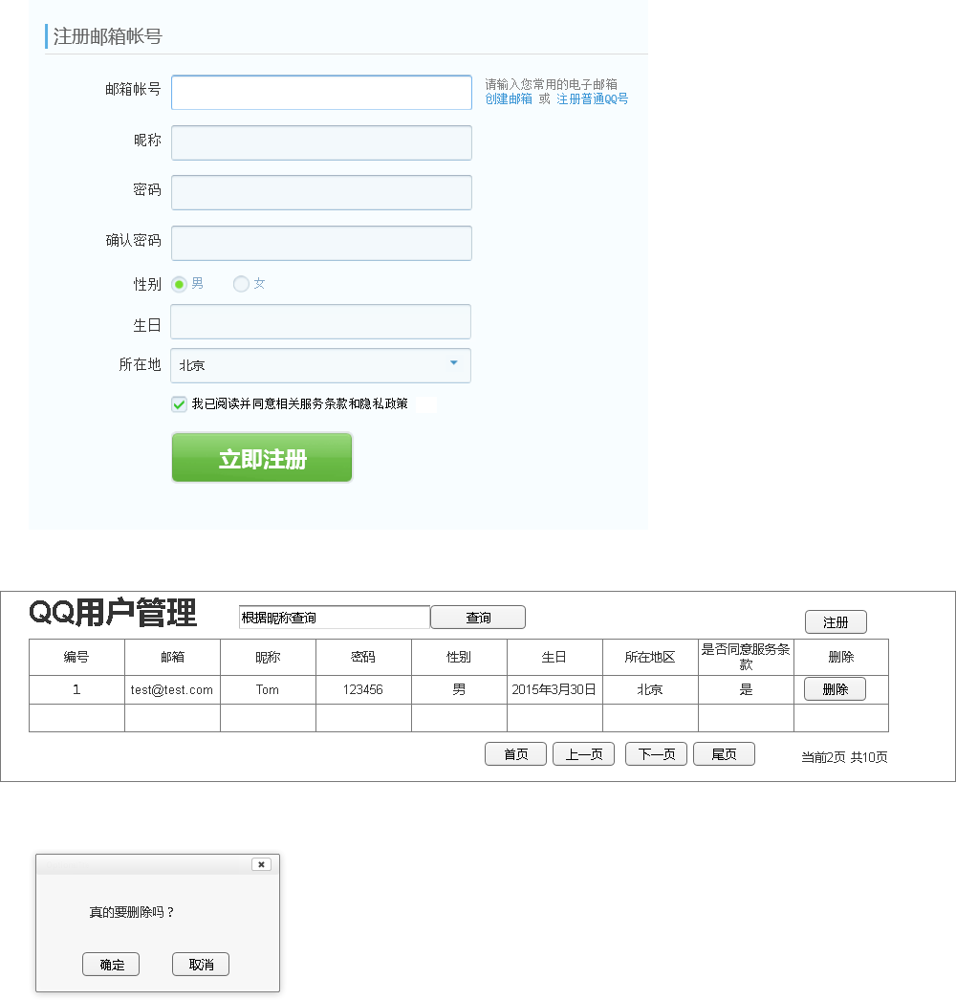 注册邮箱帐号
邮箱帐号
请输入您常用的电子邮箱
创建邮箱 或 注册普通QQ号
昵称
密码
确认密码
性别 男 女
生日
所在地 北京
我已阅读并同意相关服务条款和隐私政策
立即注册
QQ用户管理 根据昵称查询 查询 注册
编号 邮箱 昵称 密码 性别 生日 所在地区 是否同意服务条款 删除
1 test@test.com Tom 123456 男 2015年3月30日 北京 是 删除
首页 上一页 下一页 尾页 当前2页 共10页
真的要删除吗？
确定 取消